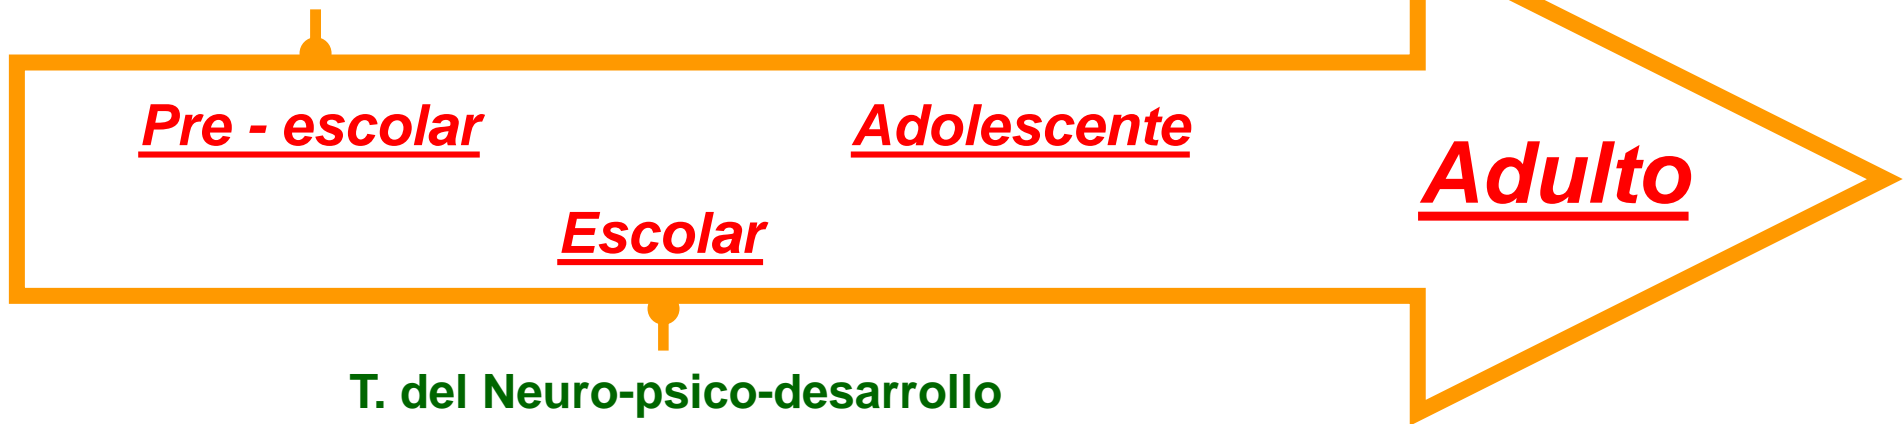 Pre - escolar
Adolescente
Adulto
Escolar
T. del Neuro-psico-desarrollo